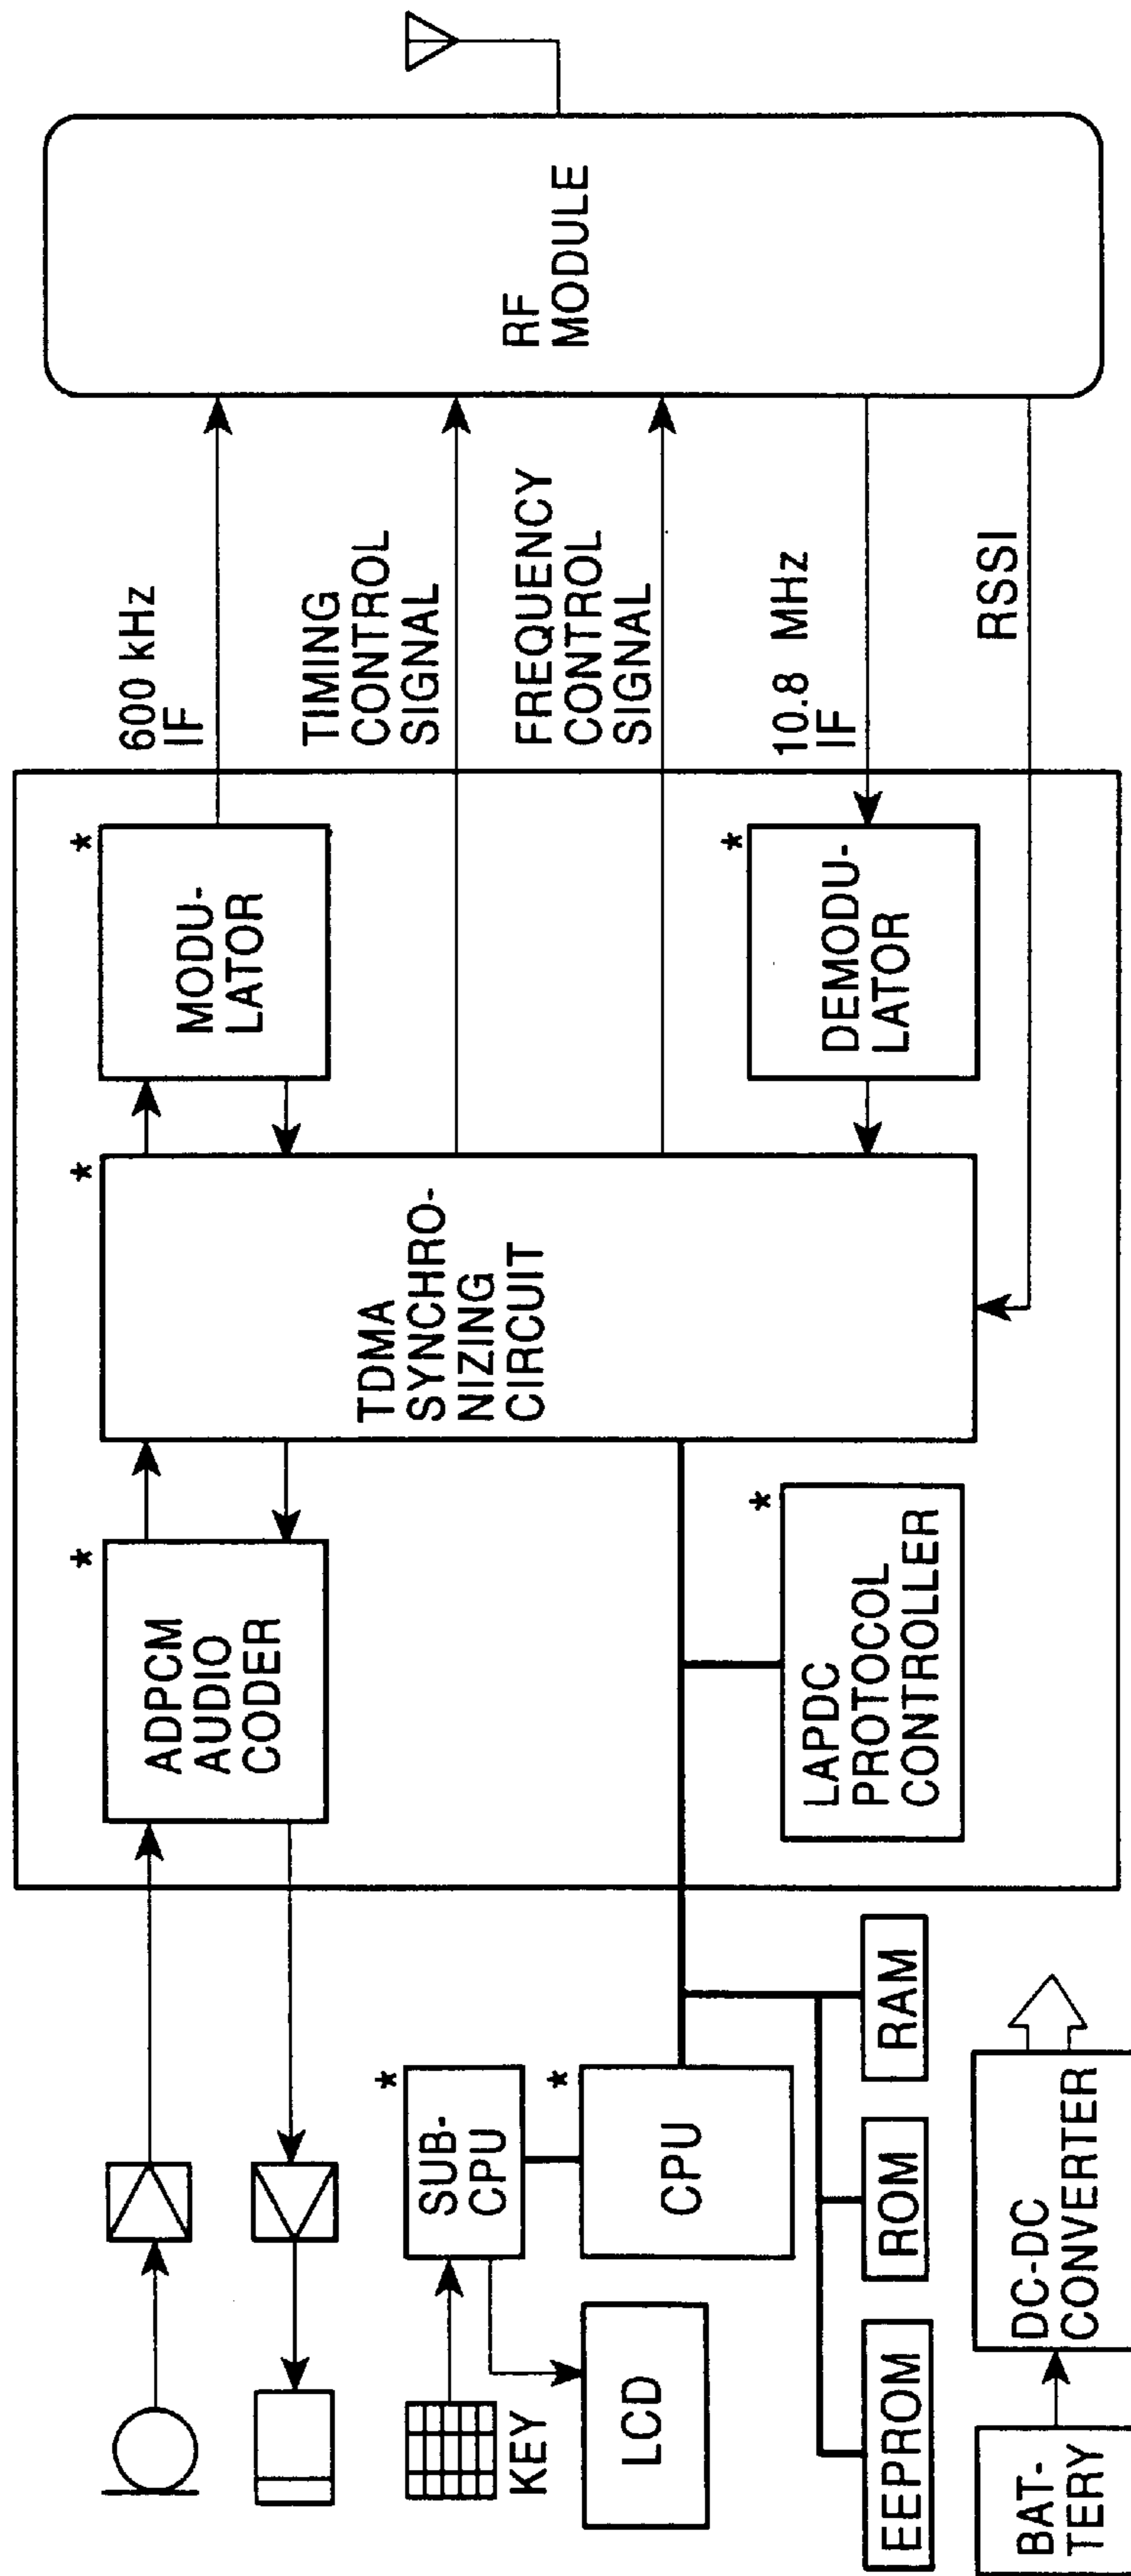 *
ADPCM
AUDIO
CODER
*
TDMA
SYNCHRO-
NIZING
CIRCUIT
*
MODU-
LATOR
600 kHz
IF
TIMING
CONTROL
SIGNAL
FREQUENCY
CONTROL
SIGNAL
10.8 MHz
IF
RSSI
RF
MODULE
*
DEMODU-
LATOR
*
LAPDC
PROTOCOL
CONTROLLER
KEY
*
SUB-
CPU
LCD
*
CPU
EEPROM
ROM
RAM
BAT-
TERY
DC-DC
CONVERTER